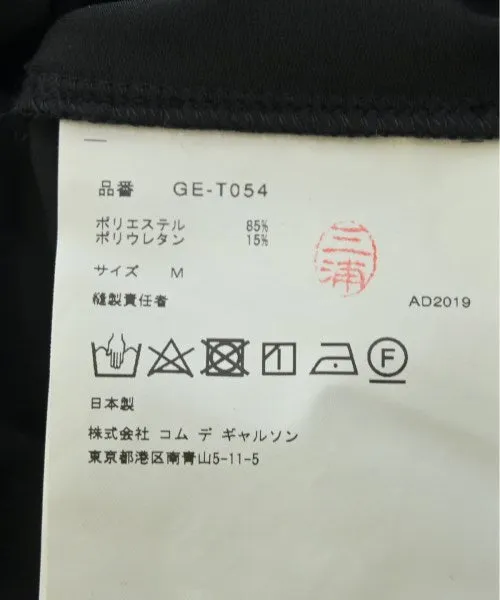 品番 GE-T054
ポリエステル 85%
ポリウレタン 15%
サイズ M
三浦
縫製責任者
AD2019
F
日本製
株式会社 コム デ ギャルソン
東京都港区南青山5-11-5